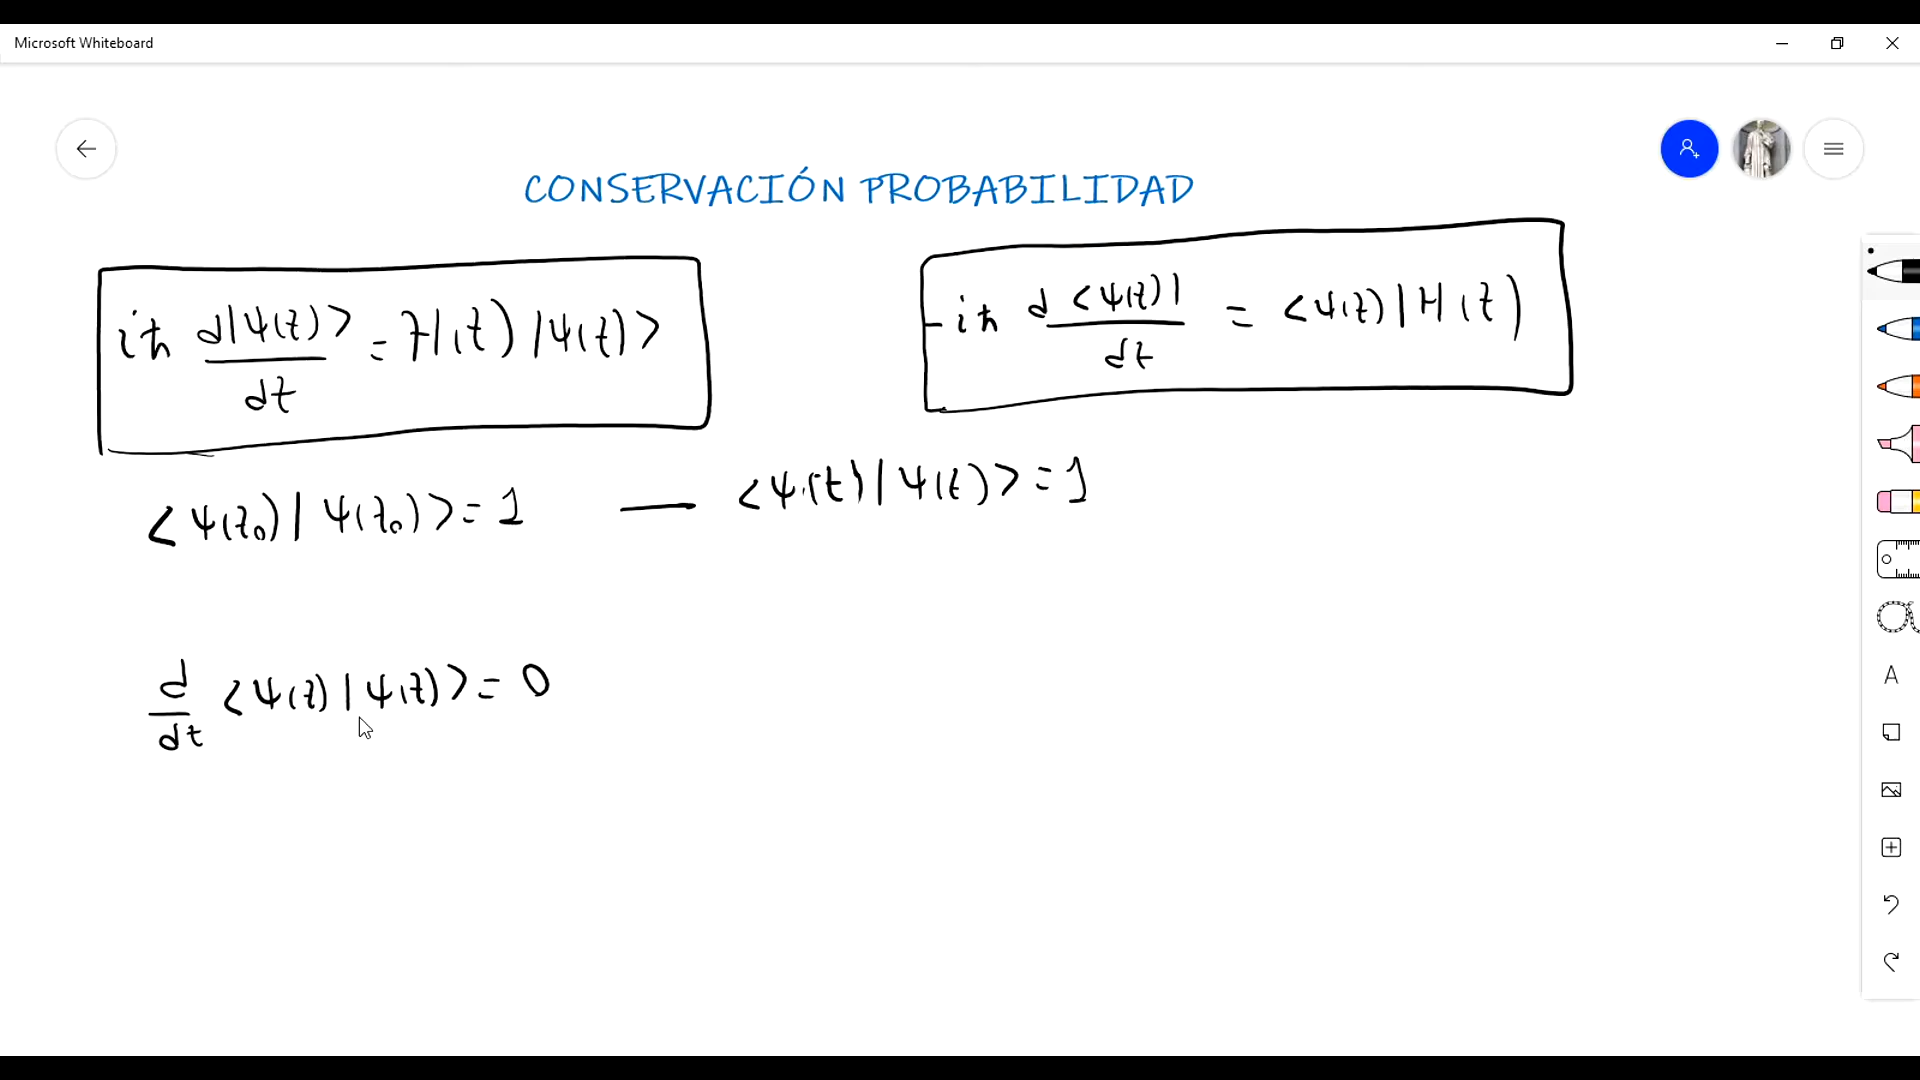 Microsoft Whiteboard
CONSERVACIÓN PROBABILIDAD
iħ d|Ψ(t)>/dt = H(t) |Ψ(t)>
-iħ d<Ψ(t)|/dt = <Ψ(t)|H(t)
<Ψ(t₀)|Ψ(t₀)> = 1 — <Ψ(t)|Ψ(t)> = 1
d/dt <Ψ(t)|Ψ(t)> = 0
A